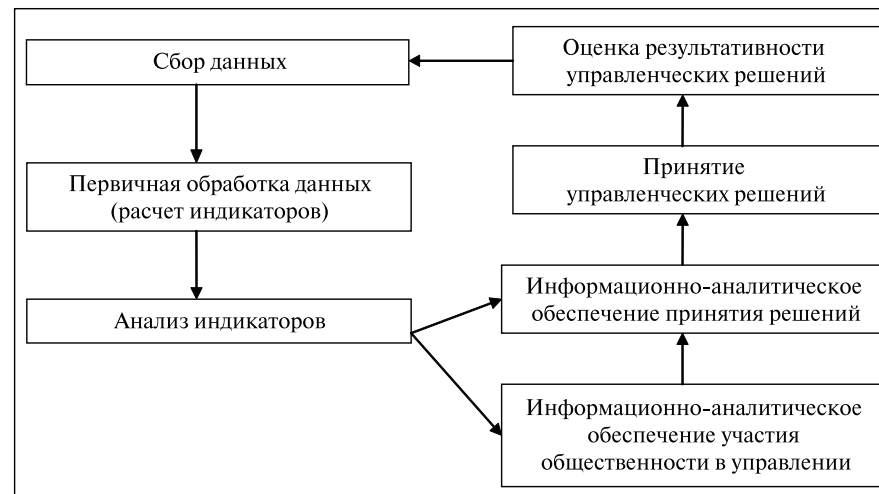 Сбор данных
Первичная обработка данных
(расчет индикаторов)
Анализ индикаторов
Оценка результативности
управленческих решений
Принятие
управленческих решений
Информационно-аналитическое
обеспечение принятия решений
Информационно-аналитическое
обеспечение участия
общественности в управлении